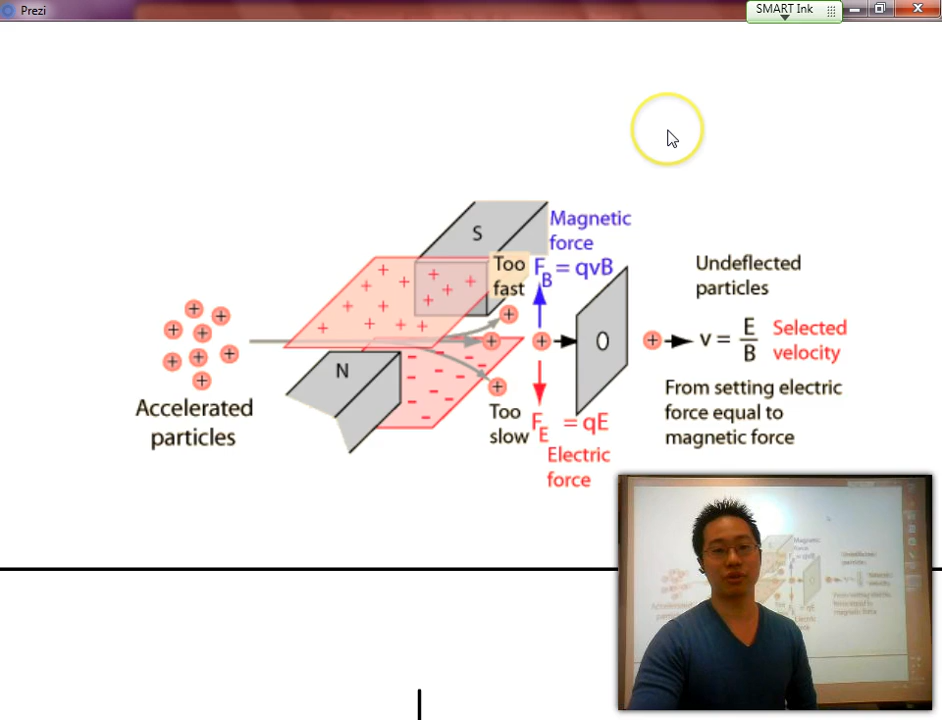 Prezi
SMART Ink
S
Magnetic
force
Too
fast
F_B = qvB
Undeflected
particles
N
O
v = E/B
Selected
velocity
Accelerated
particles
Too
slow
F_E = qE
Electric
force
From setting electric
force equal to
magnetic force